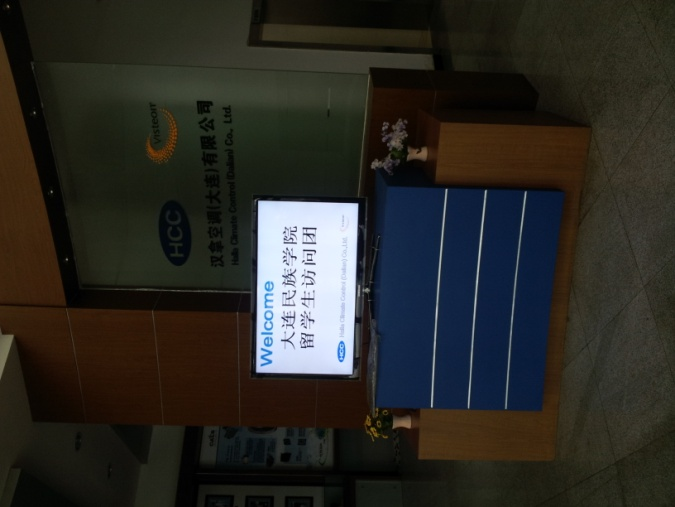 Visteon
HCC
汉拿空调(大连)有限公司
Halla Climate Control (Dalian) Co., Ltd.
Welcome
大连民族学院
留学生访问团
HCC Halla Climate Control (Dalian) Co.,Ltd.